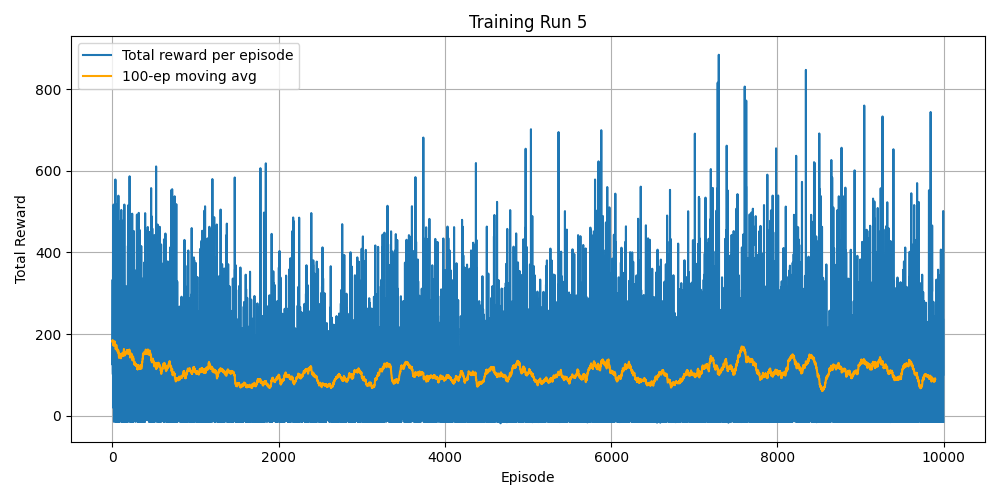 Training Run 5
Total reward per episode
100-ep moving avg
Total Reward
800
600
400
200
0
0 2000 4000 6000 8000 10000
Episode